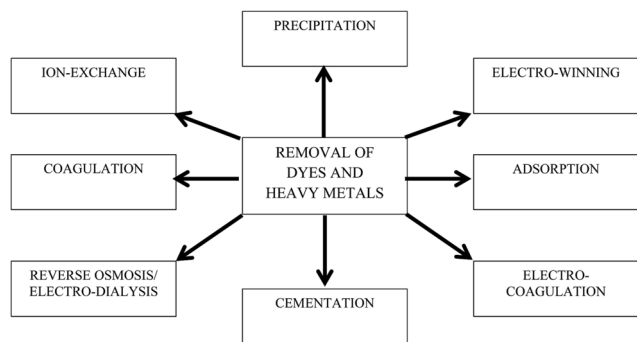 PRECIPITATION
ION-EXCHANGE
ELECTRO-WINNING
COAGULATION
REMOVAL OF
DYES AND
HEAVY METALS
ADSORPTION
REVERSE OSMOSIS/
ELECTRO-DIALYSIS
CEMENTATION
ELECTRO-
COAGULATION